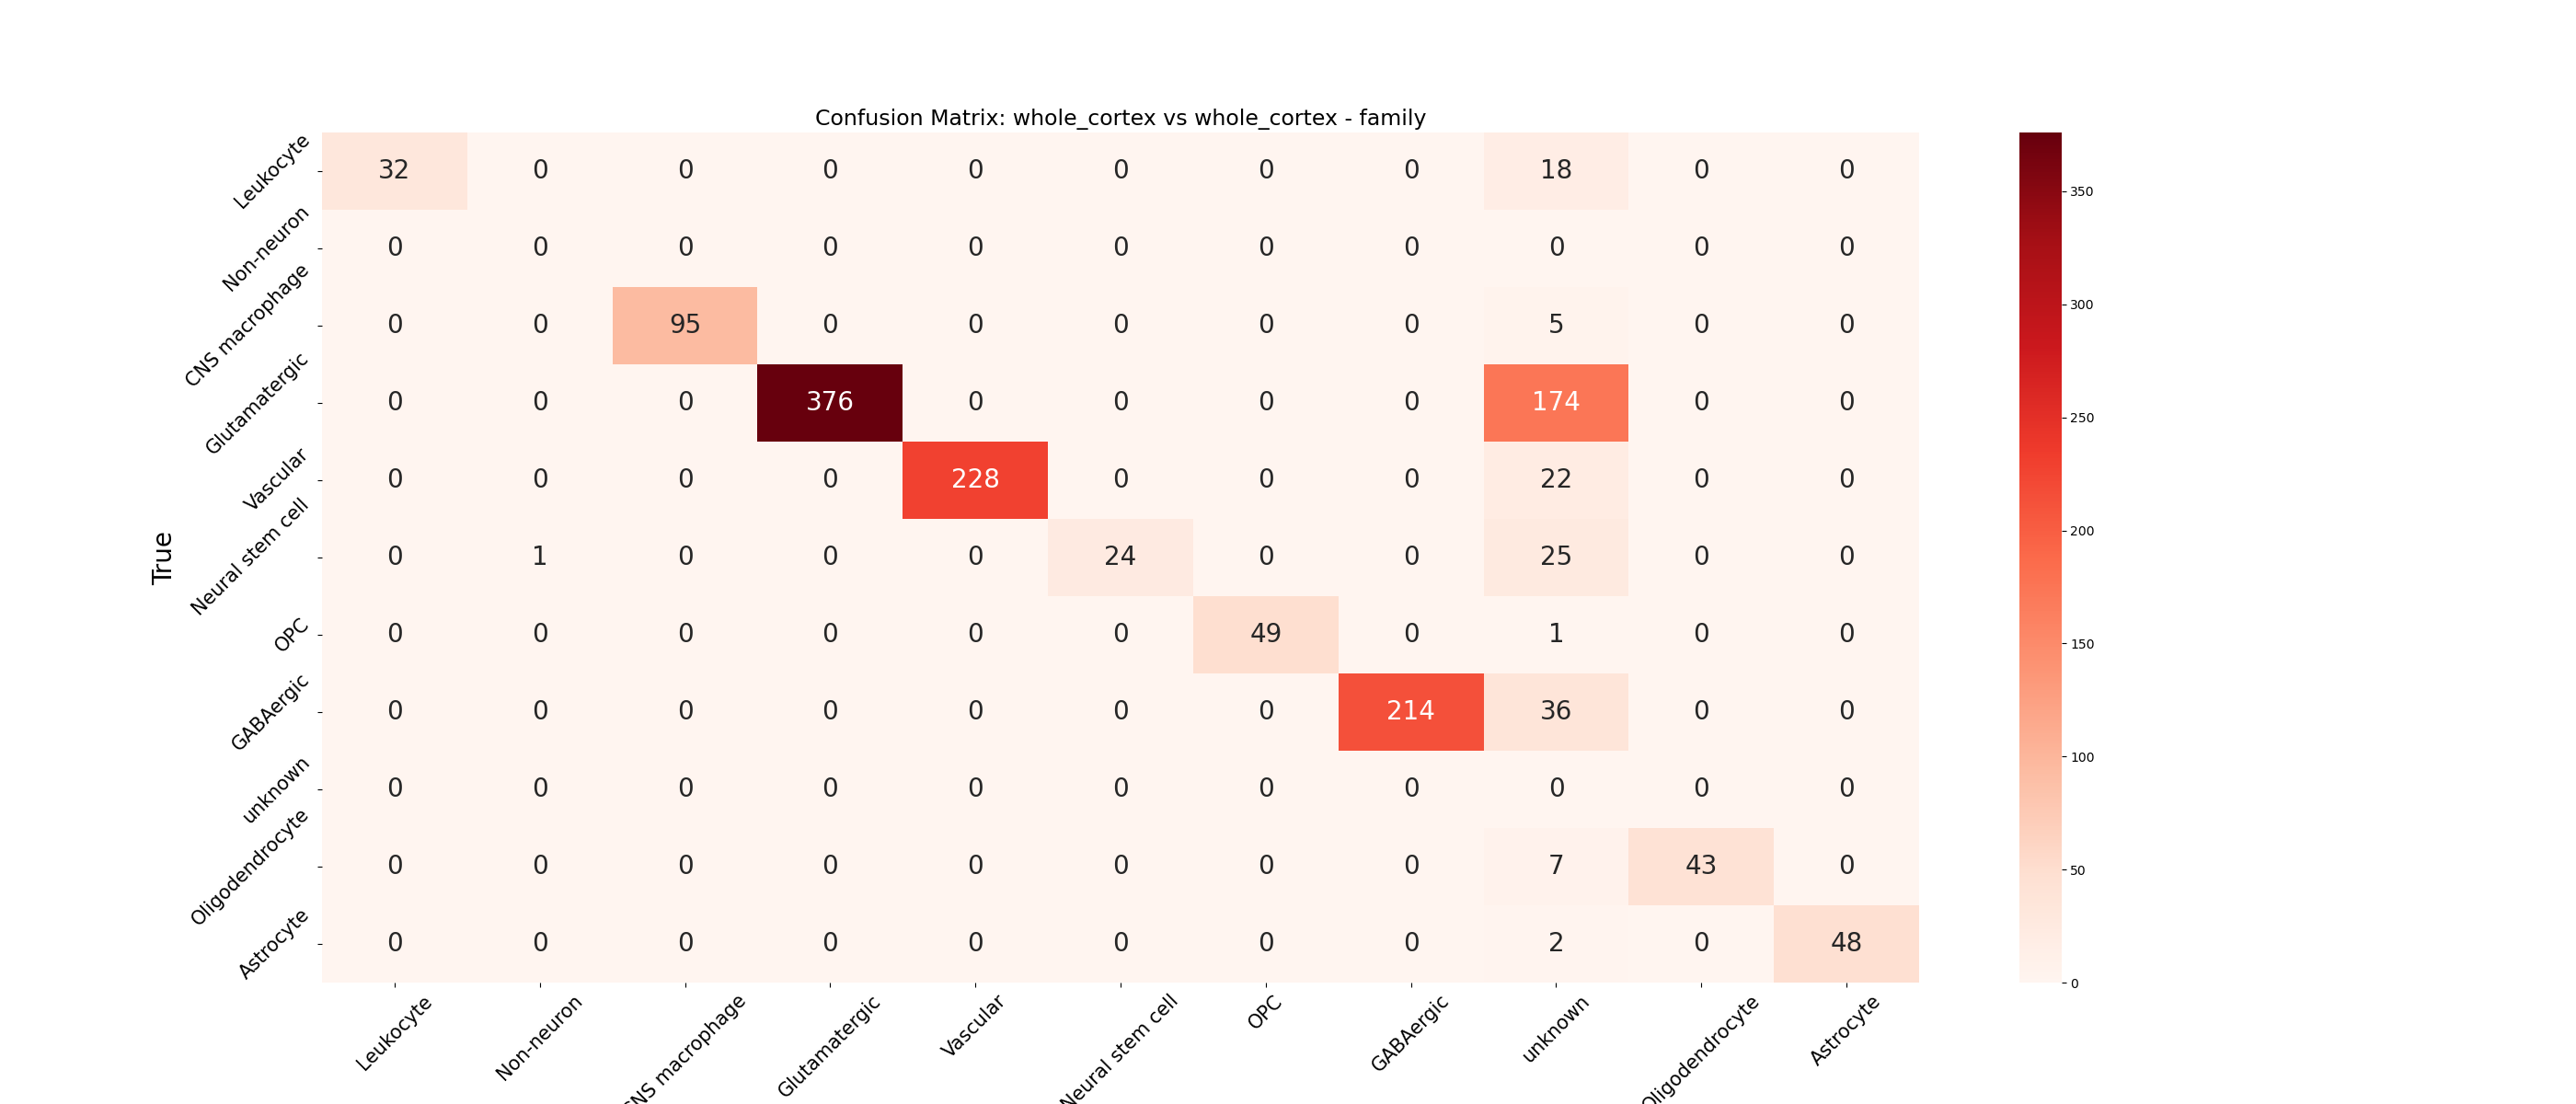 Confusion Matrix: whole_cortex vs whole_cortex - family
Leukocyte 32 0 0 0 0 0 0 0 18 0 0
Non-neuron 0 0 0 0 0 0 0 0 0 0 0
CNS macrophage 0 0 95 0 0 0 0 0 5 0 0
Glutamatergic 0 0 0 376 0 0 0 0 174 0 0
Vascular 0 0 0 0 228 0 0 0 22 0 0
Neural stem cell 0 1 0 0 0 24 0 0 25 0 0
OPC 0 0 0 0 0 0 49 0 1 0 0
GABAergic 0 0 0 0 0 0 0 214 36 0 0
unknown 0 0 0 0 0 0 0 0 0 0 0
Oligodendrocyte 0 0 0 0 0 0 0 0 7 43 0
Astrocyte 0 0 0 0 0 0 0 0 2 0 48
True
Leukocyte Non-neuron CNS macrophage Glutamatergic Vascular Neural stem cell OPC GABAergic unknown Oligodendrocyte Astrocyte
350
300
250
200
150
100
50
0